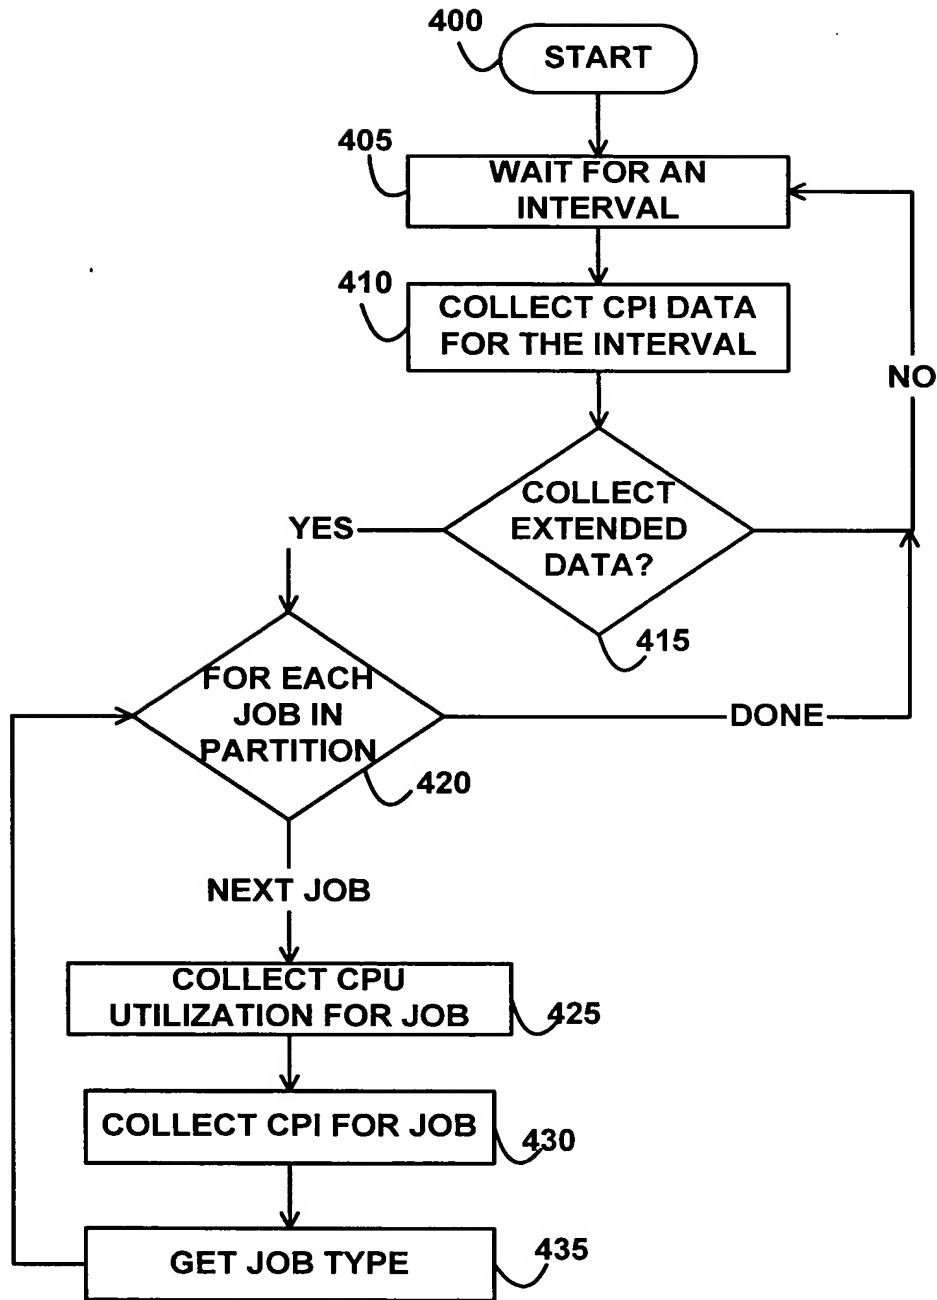 400
START
405
WAIT FOR AN
INTERVAL
410
COLLECT CPI DATA
FOR THE INTERVAL
NO
COLLECT
EXTENDED
DATA?
YES
415
FOR EACH
JOB IN
PARTITION
DONE
420
NEXT JOB
COLLECT CPU
UTILIZATION FOR JOB
425
COLLECT CPI FOR JOB
430
GET JOB TYPE
435